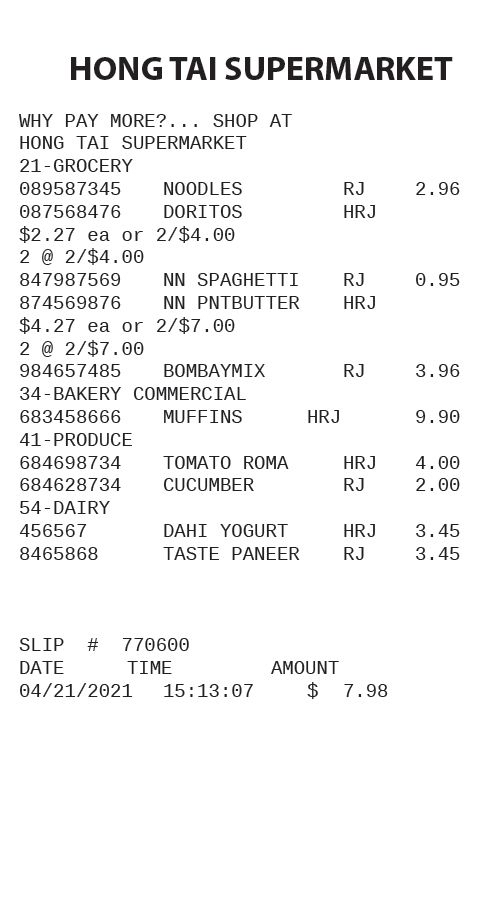 HONG TAI SUPERMARKET
WHY PAY MORE?... SHOP AT
HONG TAI SUPERMARKET
21-GROCERY
089587345 NOODLES RJ 2.96
087568476 DORITOS HRJ
$2.27 ea or 2/$4.00
2 @ 2/$4.00
847987569 NN SPAGHETTI RJ 0.95
874569876 NN PNTBUTTER HRJ
$4.27 ea or 2/$7.00
2 @ 2/$7.00
984657485 BOMBAYMIX RJ 3.96
34-BAKERY COMMERCIAL
683458666 MUFFINS HRJ 9.90
41-PRODUCE
684698734 TOMATO ROMA HRJ 4.00
684628734 CUCUMBER RJ 2.00
54-DAIRY
456567 DAHI YOGURT HRJ 3.45
8465868 TASTE PANEER RJ 3.45
SLIP # 770600
DATE TIME AMOUNT
04/21/2021 15:13:07 $ 7.98